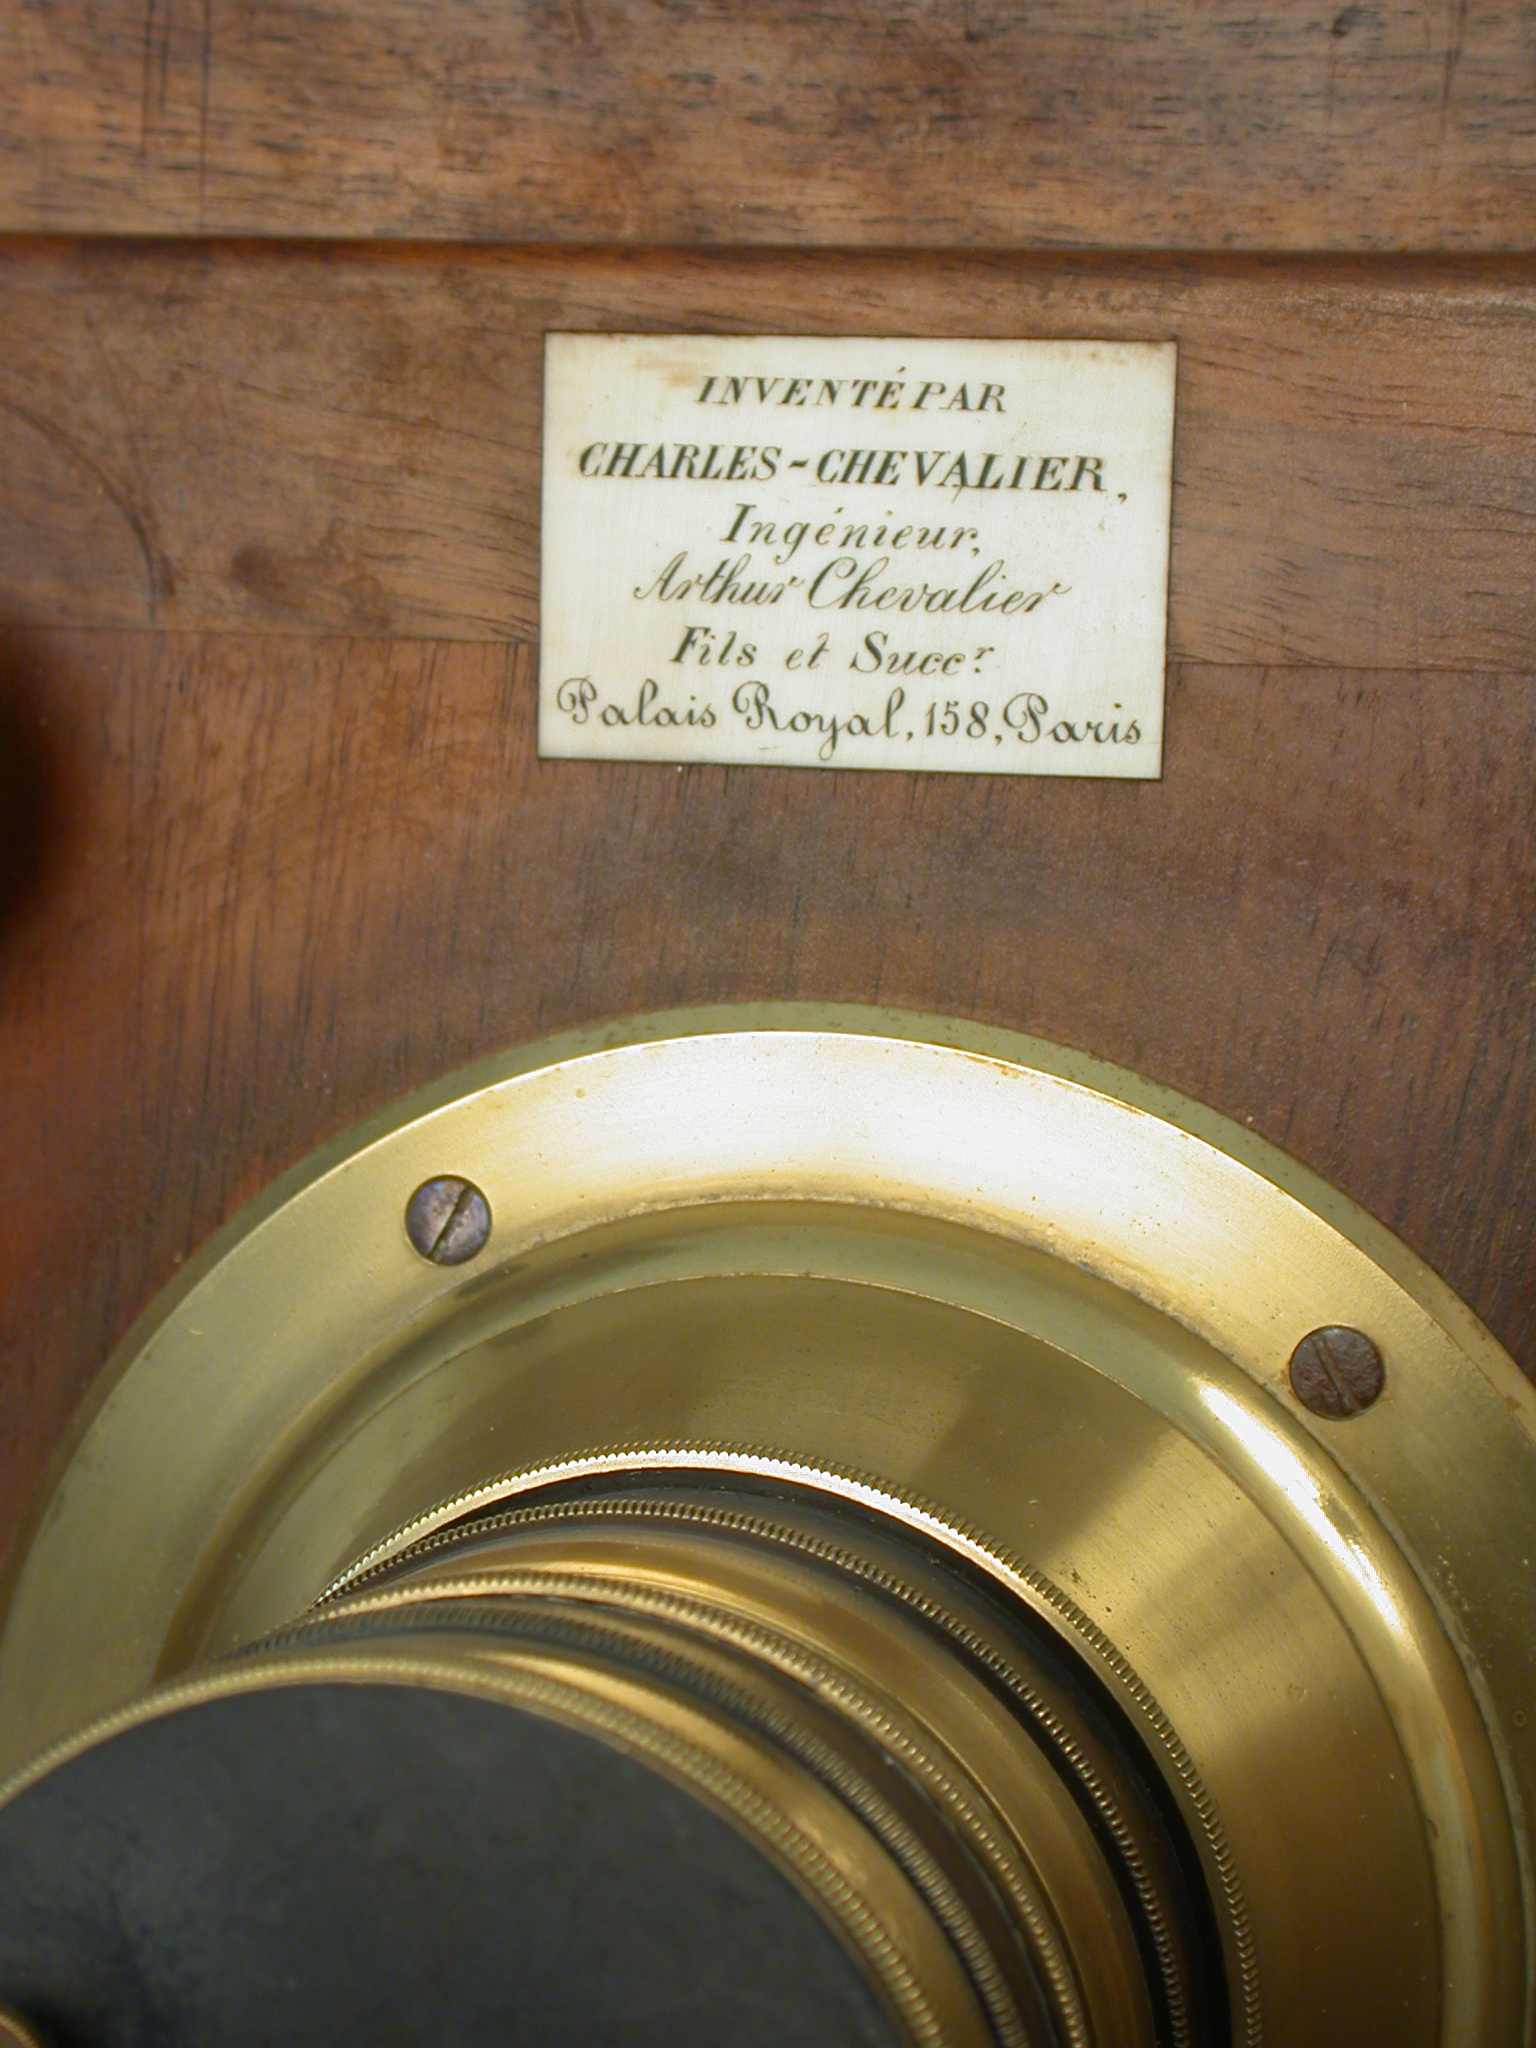 INVENTÉ PAR
CHARLES-CHEVALIER,
Ingénieur,
Arthur Chevalier
Fils et Succr.
Palais Royal, 158, Paris